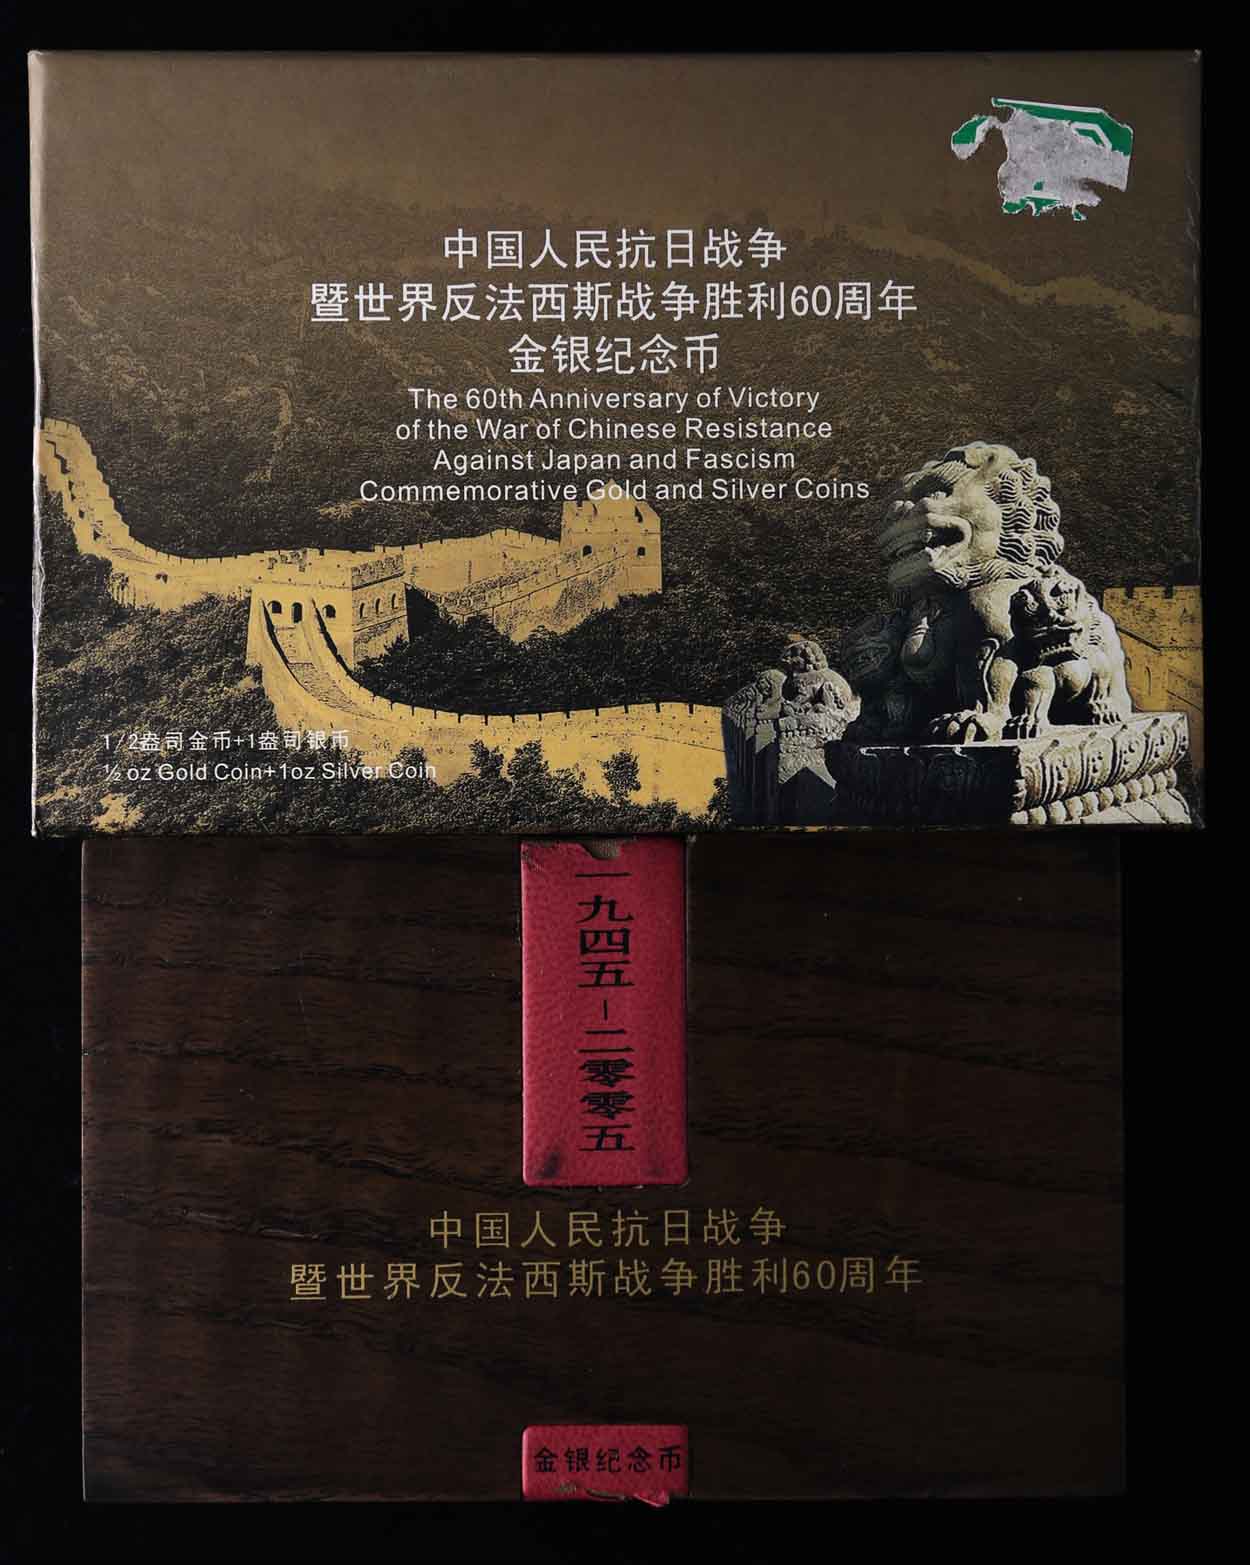 中国人民抗日战争
暨世界反法西斯战争胜利60周年
金银纪念币
The 60th Anniversary of Victory
of the War of Chinese Resistance
Against Japan and Fascism
Commemorative Gold and Silver Coins
1/2盎司金币+1盎司银币
½ oz Gold Coin+1oz Silver Coin
一九四五-二零零五
中国人民抗日战争
暨世界反法西斯战争胜利60周年
金银纪念币